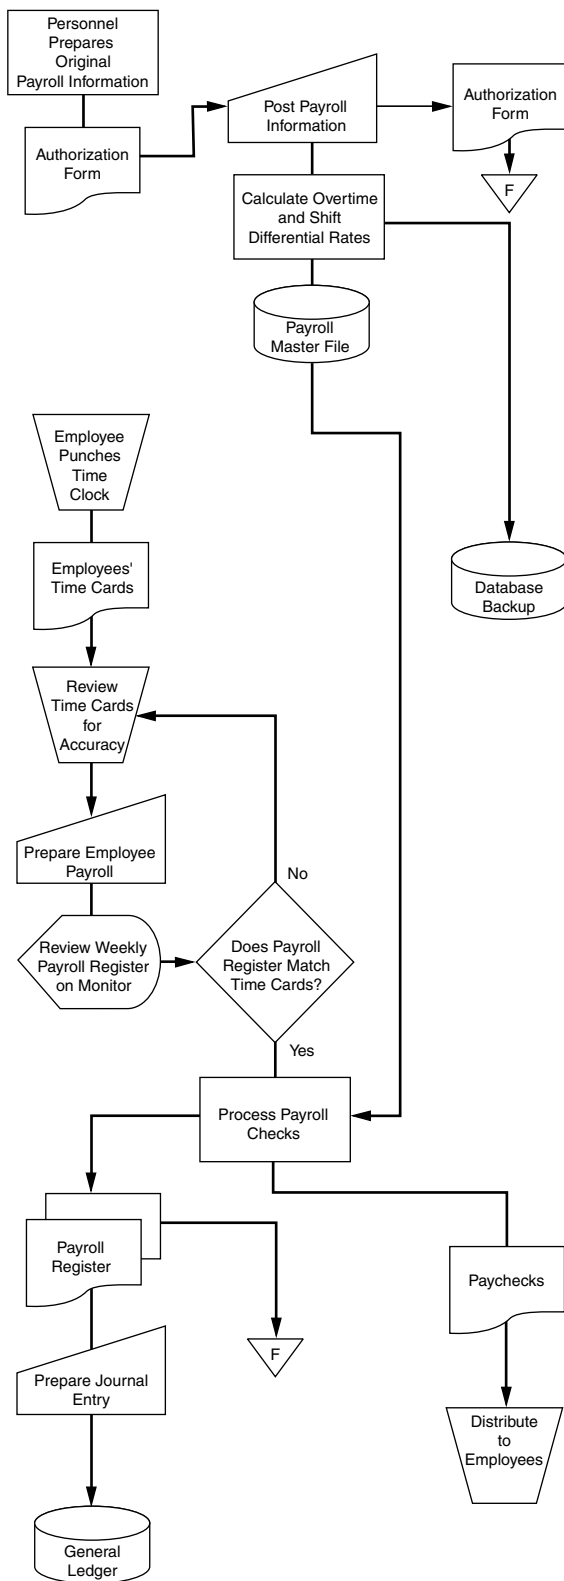 Personnel
Prepares
Original
Payroll Information
Authorization
Form
Post Payroll
Information
Authorization
Form
F
Calculate Overtime
and Shift
Differential Rates
Payroll
Master File
Employee
Punches
Time
Clock
Employees'
Time Cards
Database
Backup
Review
Time Cards
for
Accuracy
Prepare Employee
Payroll
No
Review Weekly
Payroll Register
on Monitor
Does Payroll
Register Match
Time Cards?
Yes
Process Payroll
Checks
Payroll
Register
F
Paychecks
Prepare Journal
Entry
Distribute
to
Employees
General
Ledger